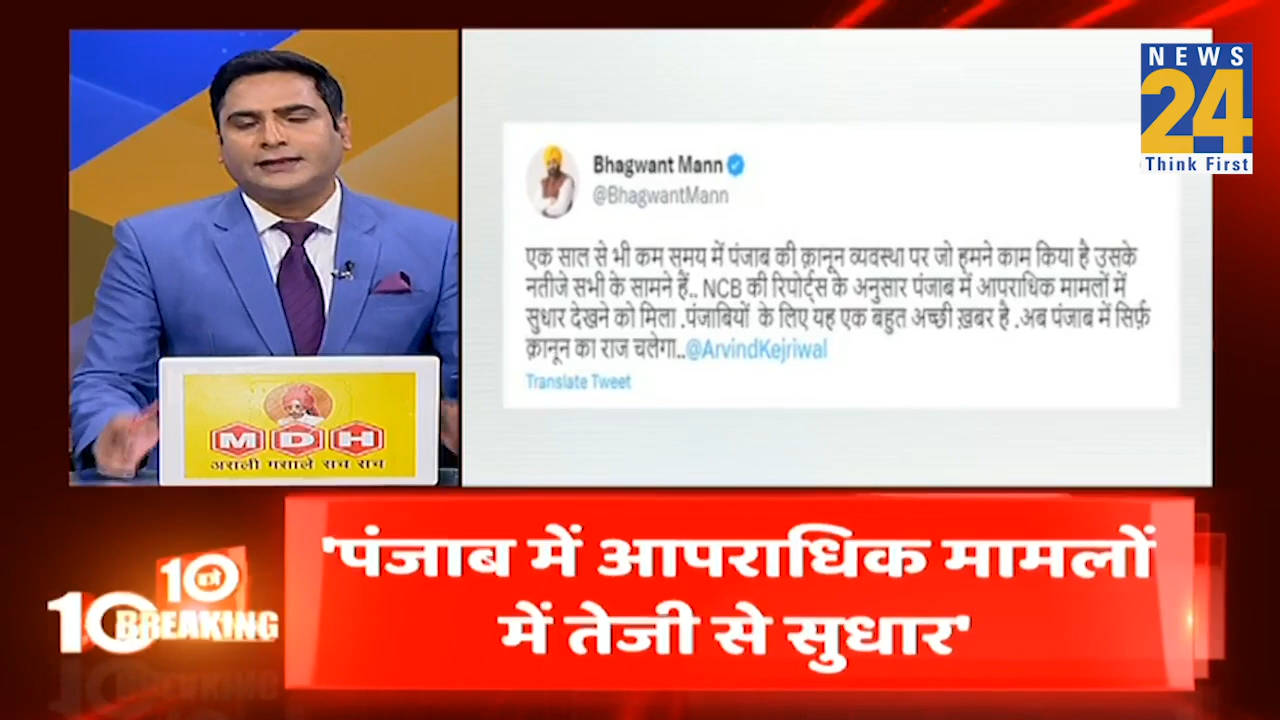 NEWS
24
Think First
Bhagwant Mann
@BhagwantMann
एक साल से भी कम समय में पंजाब की क़ानून व्यवस्था पर जो हमने काम किया है उसके
नतीजे सभी के सामने हैं.. NCB की रिपोर्ट्स के अनुसार पंजाब में आपराधिक मामलों में
सुधार देखने को मिला .पंजाबियों के लिए यह एक बहुत अच्छी ख़बर है .अब पंजाब में सिर्फ़
क़ानून का राज चलेगा..@ArvindKejriwal
Translate Tweet
MDH
असली मसाले सच सच
10 बजे
10 BREAKING
'पंजाब में आपराधिक मामलों
में तेजी से सुधार'